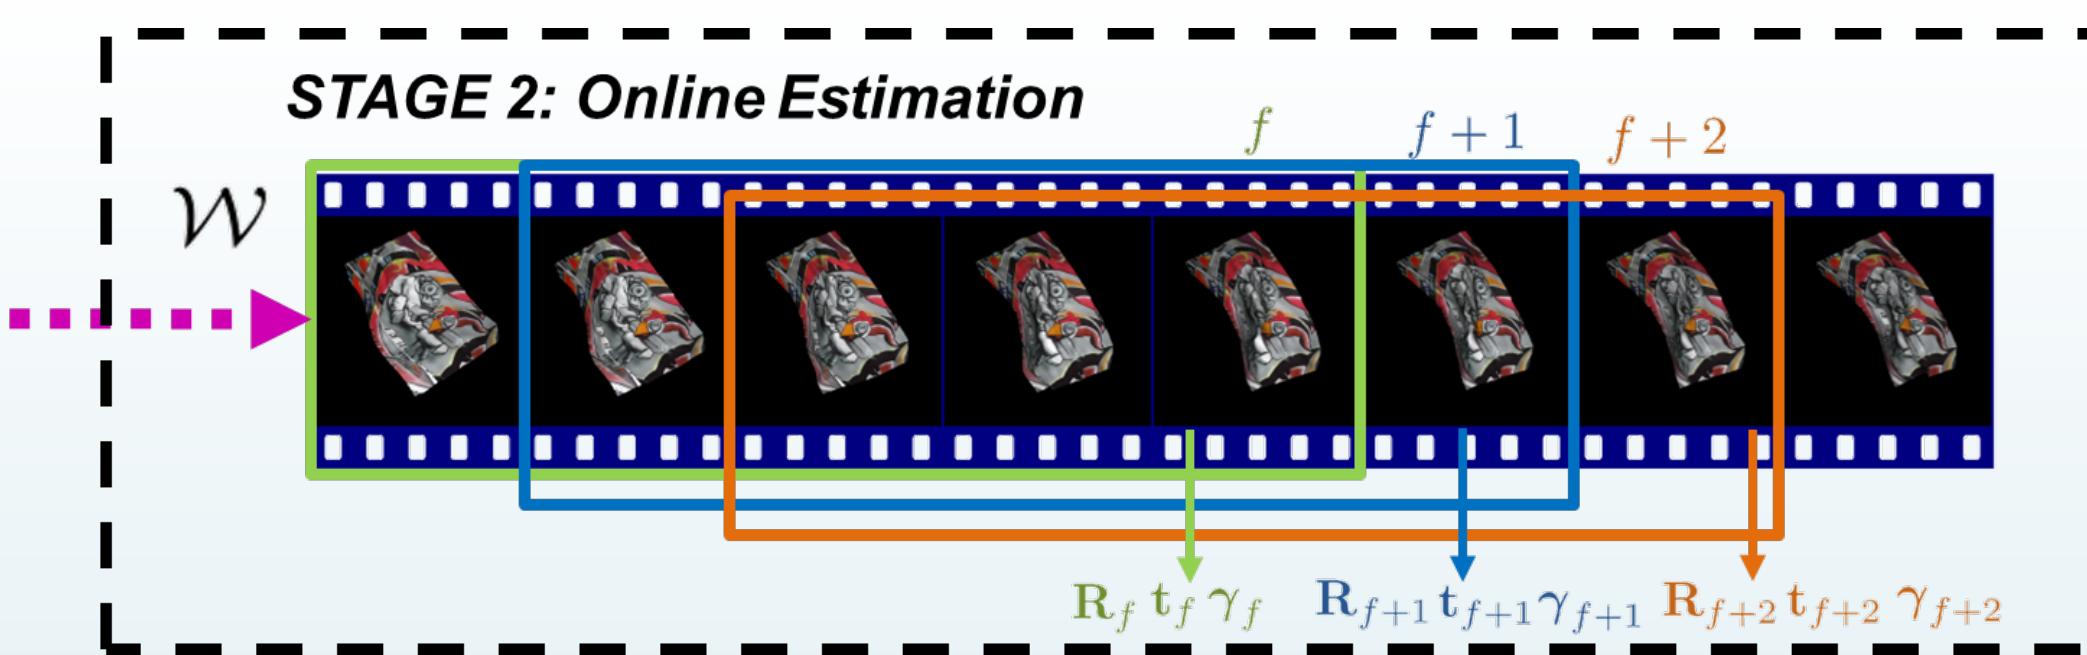 STAGE 2: Online Estimation
f f + 1 f + 2
𝒲
R_f t_f γ_f R_{f+1} t_{f+1} γ_{f+1} R_{f+2} t_{f+2} γ_{f+2}